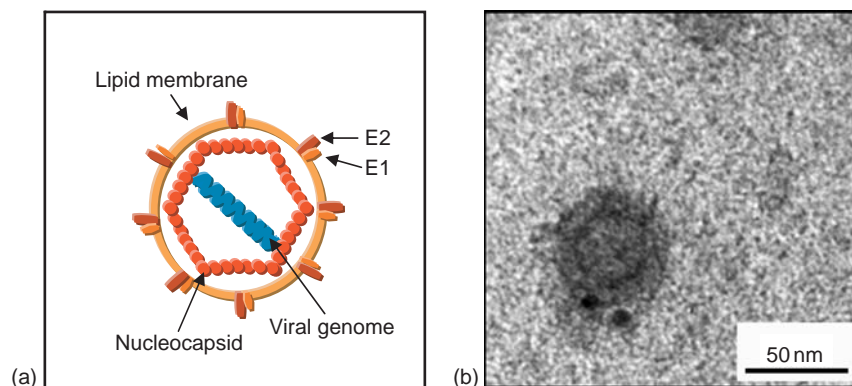 Lipid membrane
E2
E1
Nucleocapsid
Viral genome
(a)
(b)
50 nm